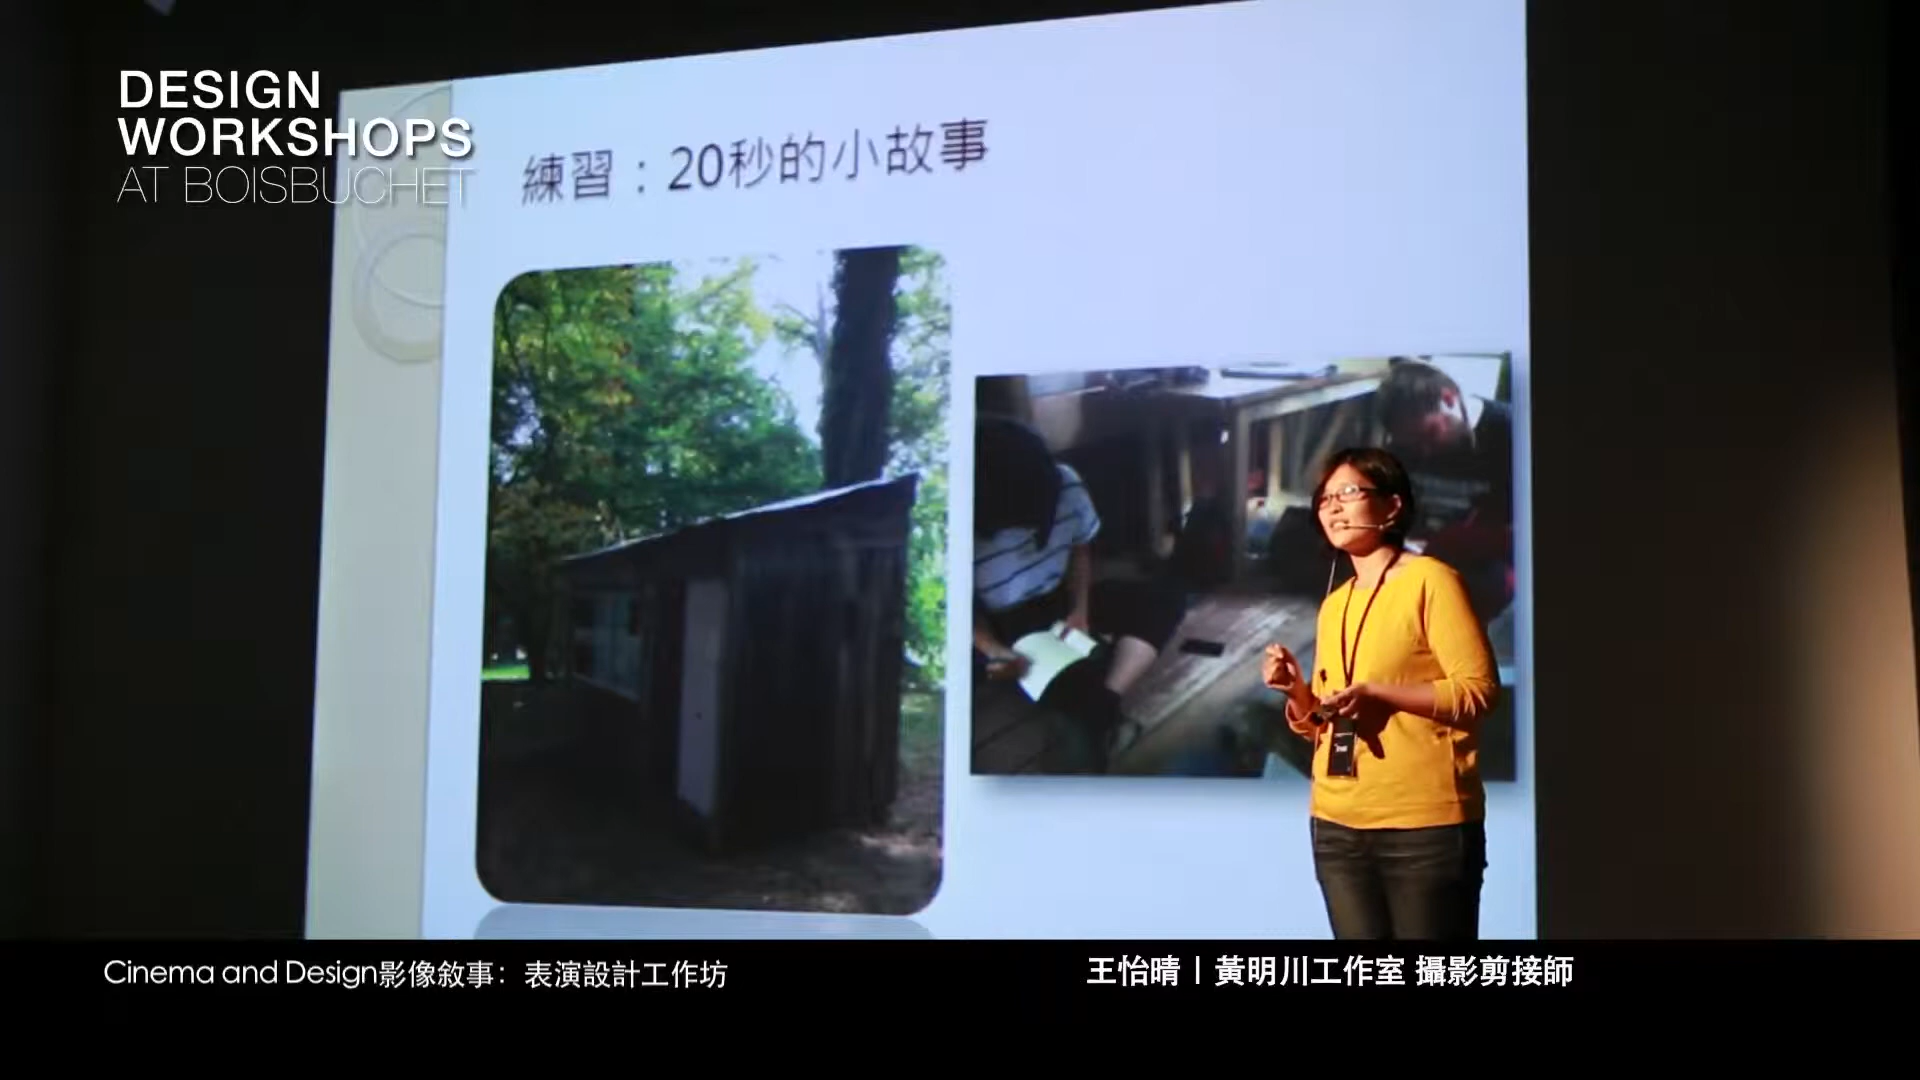 DESIGN
WORKSHOPS
AT BOISBUCHET
練習：20秒的小故事
Cinema and Design影像敘事：表演設計工作坊
王怡晴 | 黃明川工作室 攝影剪接師